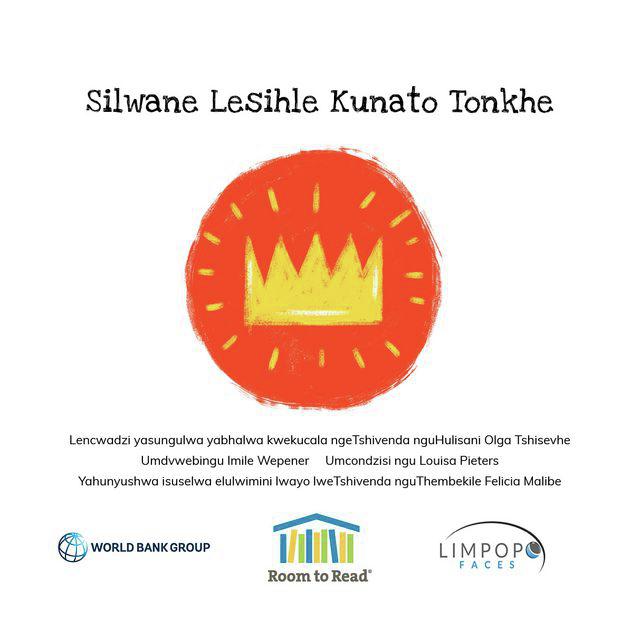 Silwane Lesihle Kunato Tonkhe
Lencwadzi yasungulwa yabhalwa kwekucala ngeTshivenda nguHulisani Olga Tshisevhe
Umdvwebingu Imile Wepener Umcondzisi ngu Louisa Pieters
Yahunyushwa isuselwa elulwimini lwayo lweTshivenda nguThembekile Felicia Malibe
WORLD BANK GROUP
Room to Read®
LIMPOPO
FACES